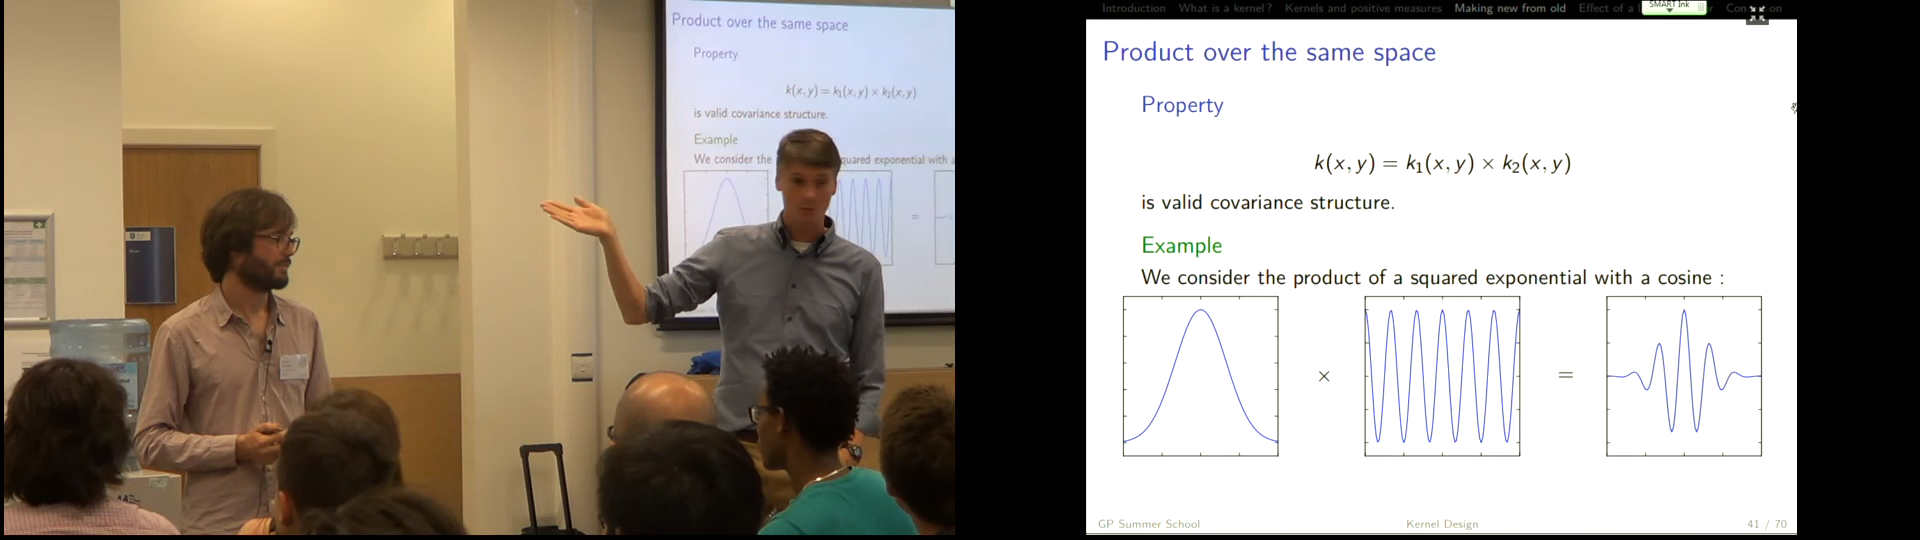 Product over the same space
Property
k(x, y) = k₁(x, y) × k₂(x, y)
is valid covariance structure.
Example
We consider the quared exponential with a
=
Introduction What is a kernel ? Kernels and positive measures Making new from old Effect of a Con on
SMART Ink
Product over the same space
Property
k(x, y) = k₁(x, y) × k₂(x, y)
is valid covariance structure.
Example
We consider the product of a squared exponential with a cosine :
× =
GP Summer School Kernel Design 41 / 70